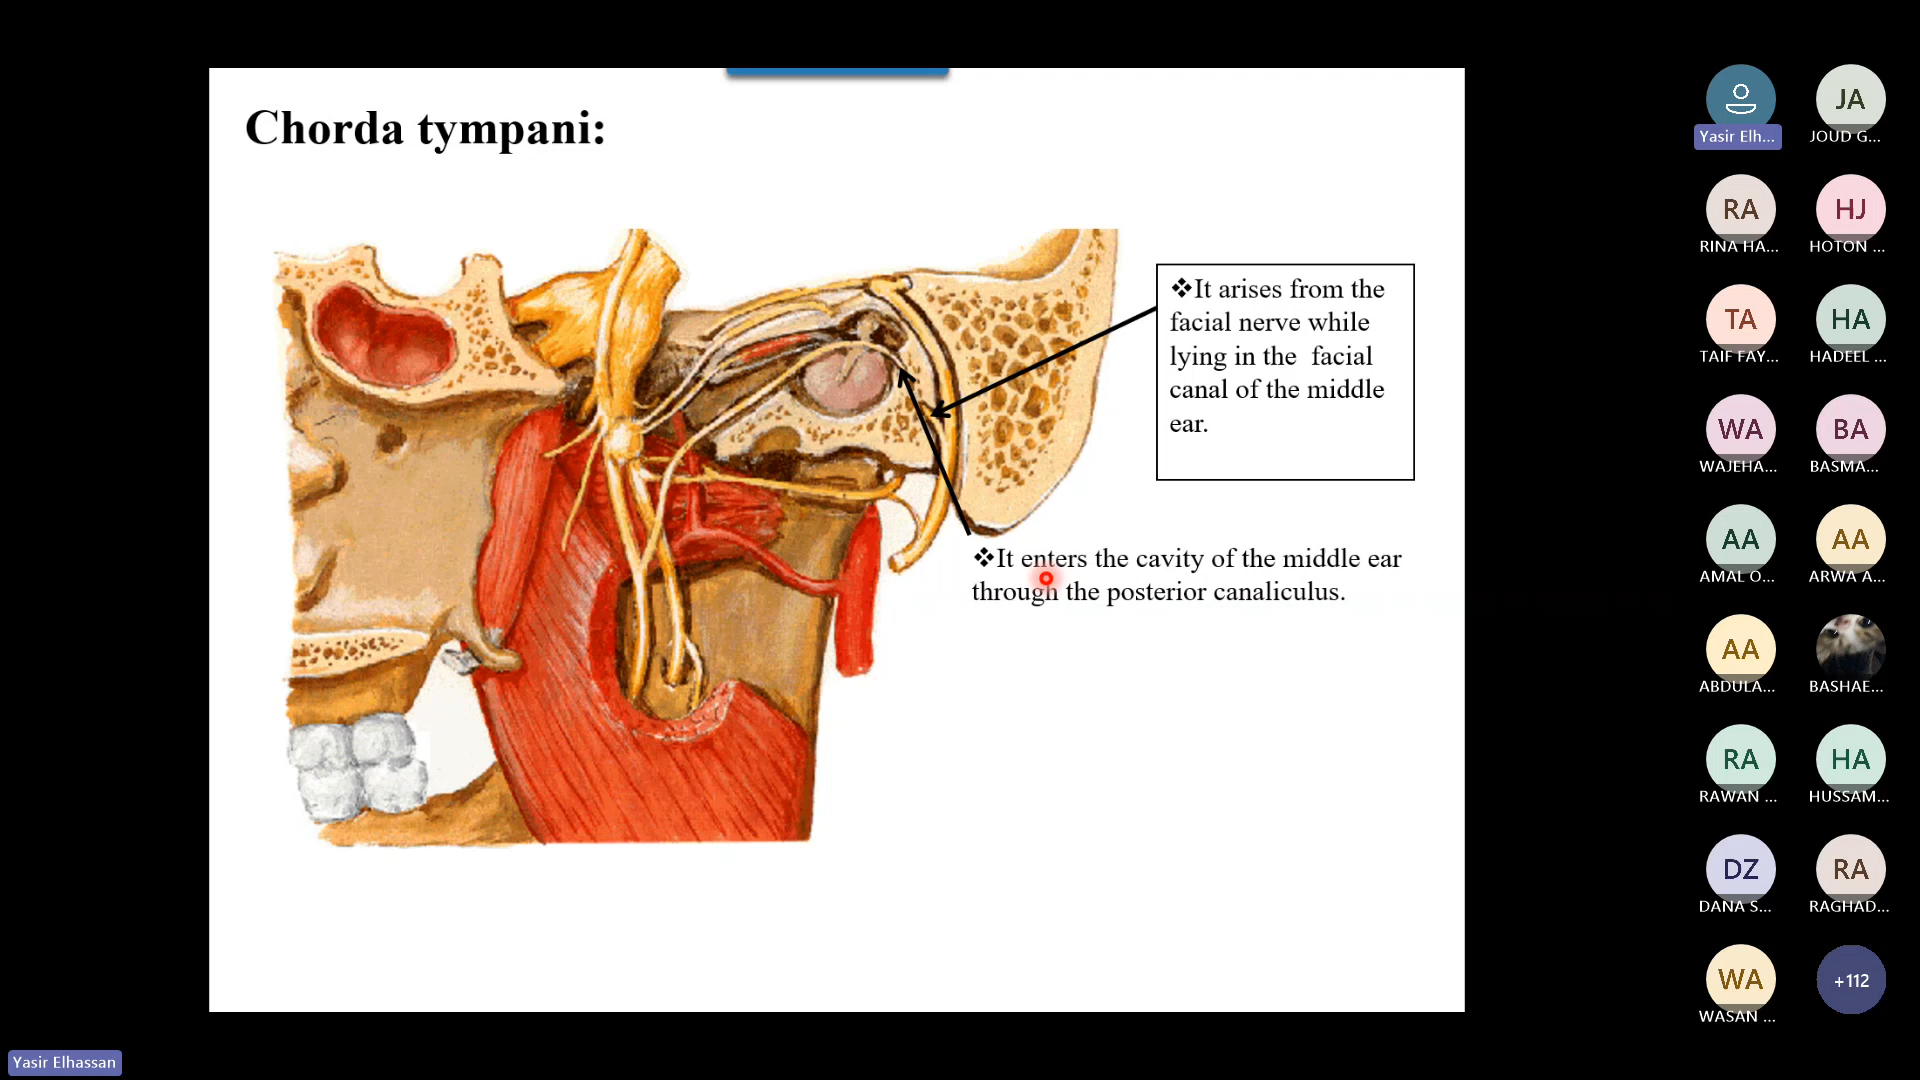 Chorda tympani:
❖It arises from the
facial nerve while
lying in the facial
canal of the middle
ear.
❖It enters the cavity of the middle ear
through the posterior canaliculus.
Yasir Elh...
JA
JOUD G...
RA
RINA HA...
HJ
HOTON ...
TA
TAIF FAY...
HA
HADEEL ...
WA
WAJEHA...
BA
BASMA...
AA
AMAL O...
AA
ARWA A...
AA
ABDULA...
BASHAE...
RA
RAWAN ...
HA
HUSSAM...
DZ
DANA S...
RA
RAGHAD...
WA
WASAN ...
+112
Yasir Elhassan